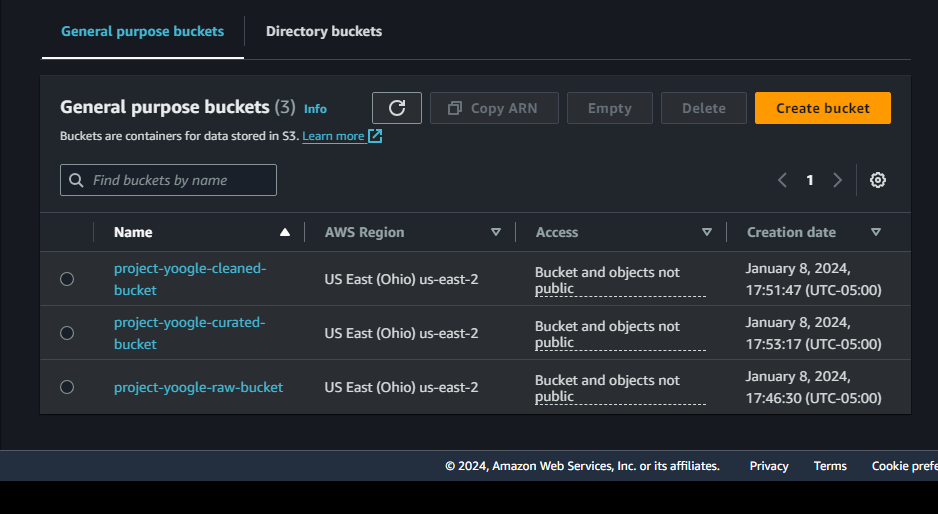 General purpose buckets Directory buckets
General purpose buckets (3) Info Copy ARN Empty Delete Create bucket
Buckets are containers for data stored in S3. Learn more
Find buckets by name 1
Name AWS Region Access Creation date
project-yoogle-cleaned-
bucket
US East (Ohio) us-east-2
Bucket and objects not
public
January 8, 2024,
17:51:47 (UTC-05:00)
project-yoogle-curated-
bucket
US East (Ohio) us-east-2
Bucket and objects not
public
January 8, 2024,
17:53:17 (UTC-05:00)
project-yoogle-raw-bucket
US East (Ohio) us-east-2
Bucket and objects not
public
January 8, 2024,
17:46:30 (UTC-05:00)
© 2024, Amazon Web Services, Inc. or its affiliates. Privacy Terms Cookie prefe